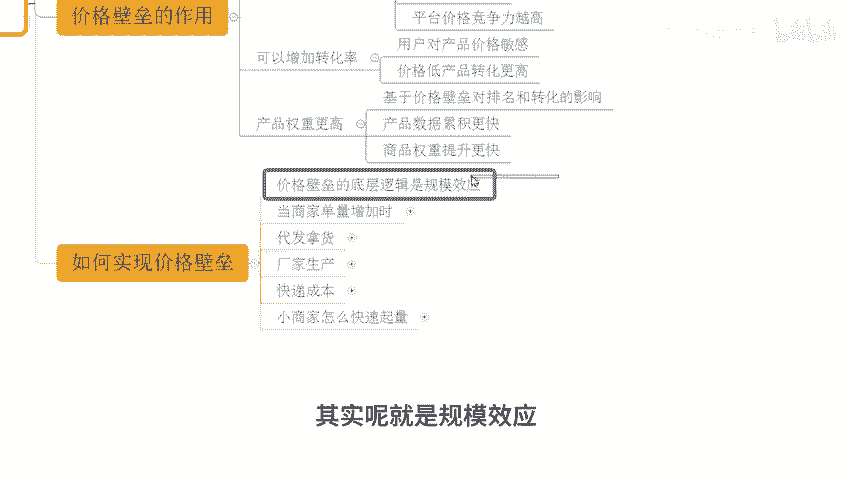 价格壁垒的作用
平台价格竞争力越高
可以增加转化率
用户对产品价格敏感
价格低产品转化更高
产品权重更高
基于价格壁垒对排名和转化的影响
产品数据累积更快
商品权重提升更快
如何实现价格壁垒
价格壁垒的底层逻辑是规模效应
当商家单量增加时
代发拿货
厂家生产
快递成本
小商家怎么快速起量
其实呢就是规模效应